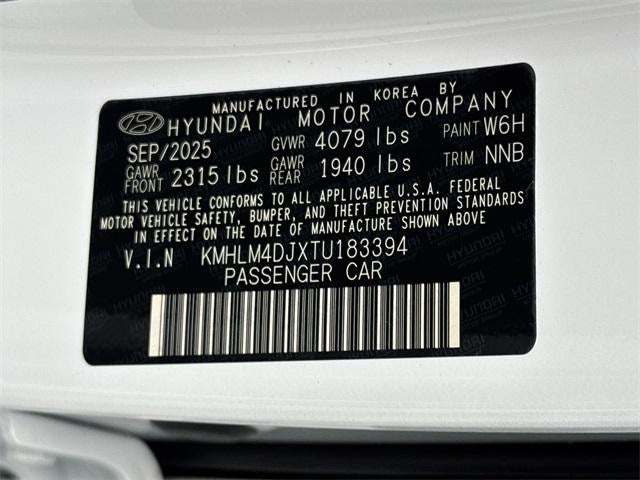 MANUFACTURED IN KOREA BY
HYUNDAI MOTOR COMPANY
SEP/2025 GVWR 4079 lbs PAINT W6H
GAWR FRONT 2315 lbs GAWR REAR 1940 lbs TRIM NNB
THIS VEHICLE CONFORMS TO ALL APPLICABLE U.S.A. FEDERAL
MOTOR VEHICLE SAFETY, BUMPER, AND THEFT PREVENTION STANDARDS
IN EFFECT ON THE DATE OF MANUFACTURE SHOWN ABOVE
V.I.N KMHLM4DJXTU183394
PASSENGER CAR